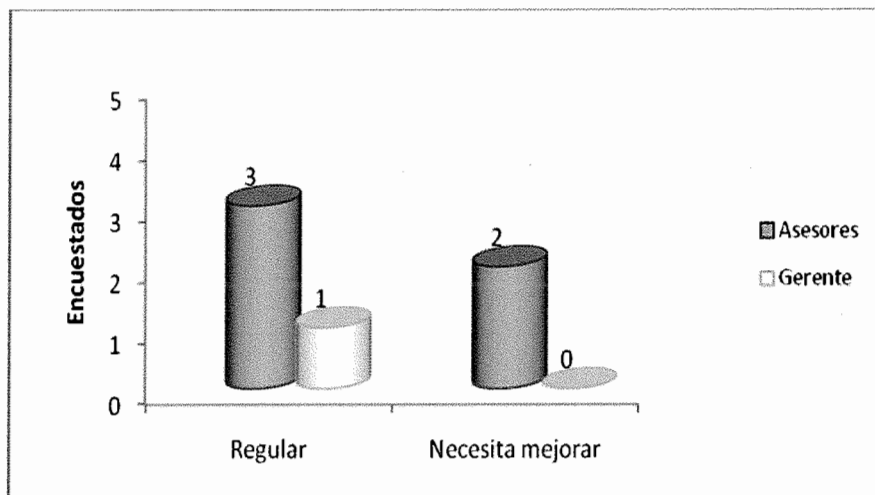 5
4
3
2
1
0
Encuestados
3
1
2
0
Regular
Necesita mejorar
Asesores
Gerente